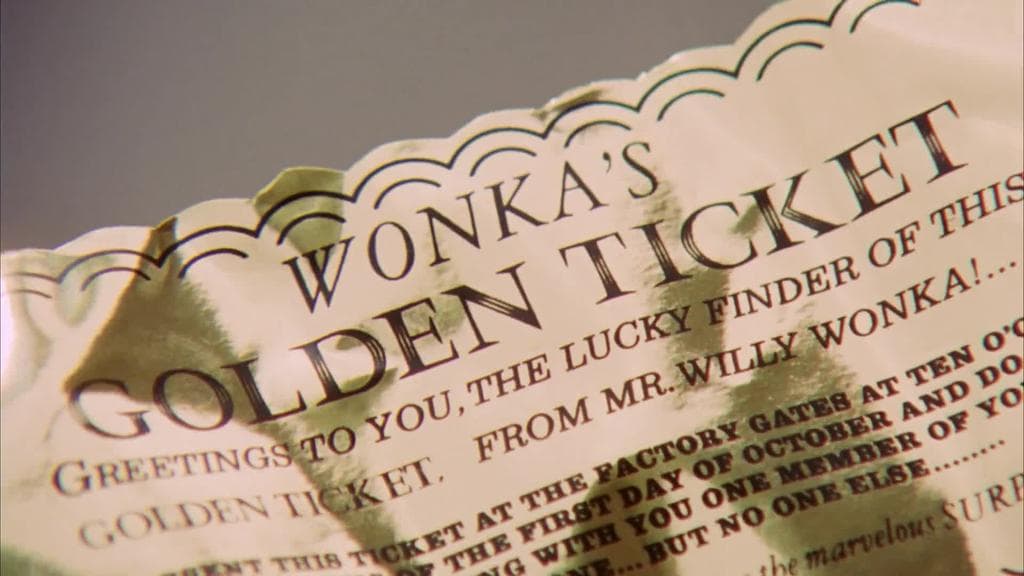 WONKA'S
GOLDEN TICKET
GREETINGS TO YOU, THE LUCKY FINDER OF THIS
GOLDEN TICKET, FROM MR. WILLY WONKA!...
THIS TICKET AT THE FACTORY GATES AT TEN
OF THE FIRST DAY OF OCTOBER AND DO
WITH YOU ONE MEMBER OF
BUT NO ONE ELSE........
the marvelous